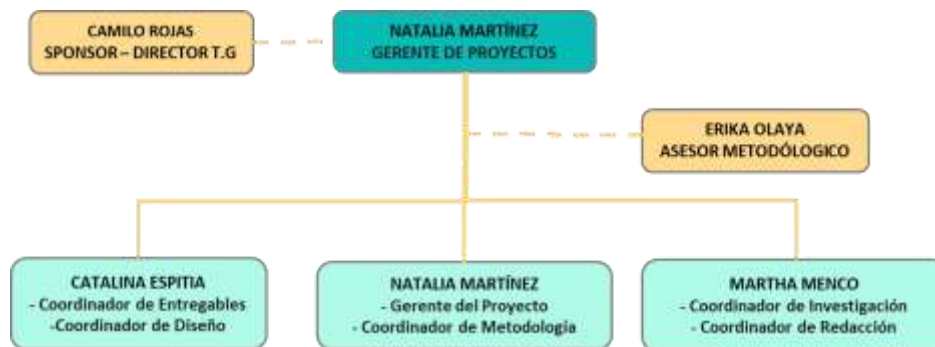 CAMILO ROJAS
SPONSOR – DIRECTOR T.G
NATALIA MARTÍNEZ
GERENTE DE PROYECTOS
ERIKA OLAYA
ASESOR METODÓLOGICO
CATALINA ESPITIA
- Coordinador de Entregables
-Coordinador de Diseño
NATALIA MARTÍNEZ
- Gerente del Proyecto
- Coordinador de Metodología
MARTHA MENCO
- Coordinador de Investigación
- Coordinador de Redacción